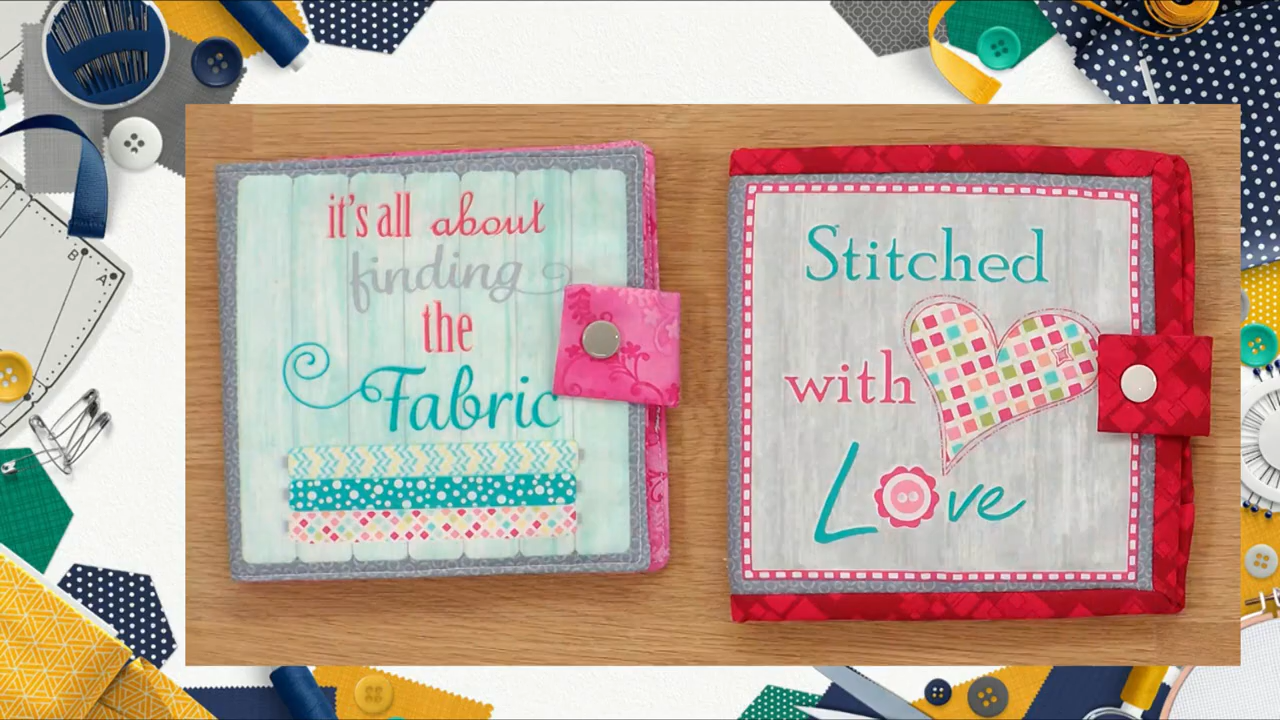 it's all about
finding
the
Fabric
Stitched
with
Love
B
A